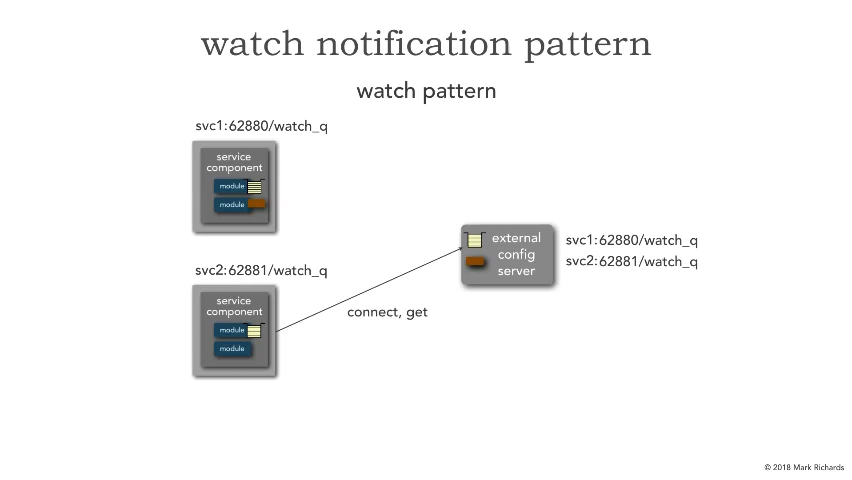 watch notification pattern
watch pattern
svc1:62880/watch_q
service
component
module
module
svc2:62881/watch_q
service
component
module
module
connect, get
external
config
server
svc1:62880/watch_q
svc2:62881/watch_q
© 2018 Mark Richards